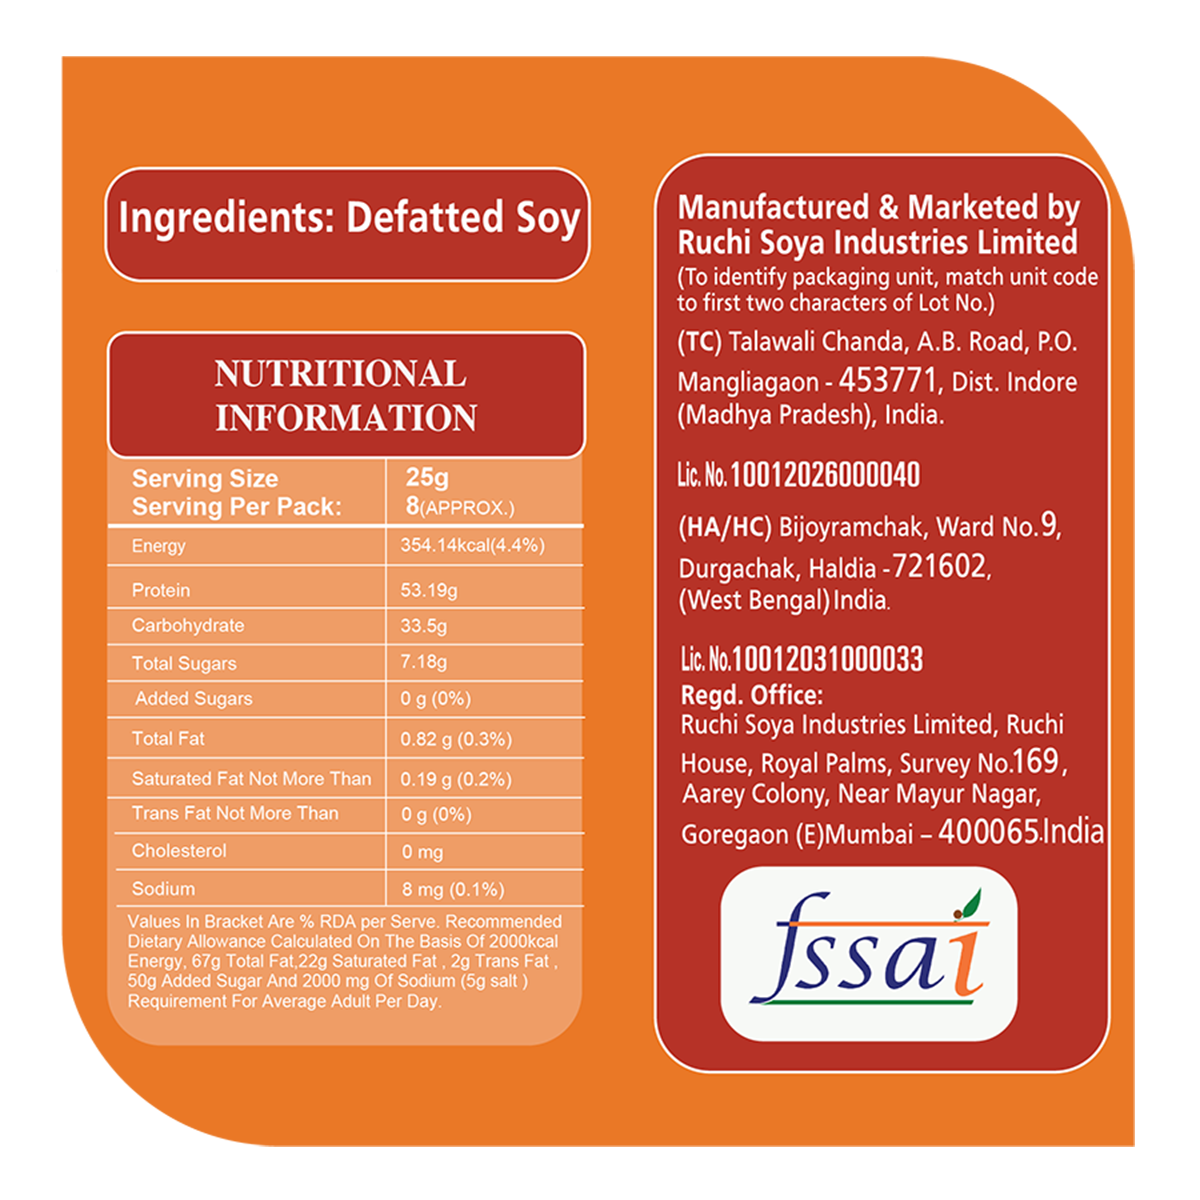 Ingredients: Defatted Soy
NUTRITIONAL
INFORMATION
Serving Size 25g
Serving Per Pack: 8(APPROX.)
Energy 354.14kcal(4.4%)
Protein 53.19g
Carbohydrate 33.5g
Total Sugars 7.18g
Added Sugars 0 g (0%)
Total Fat 0.82 g (0.3%)
Saturated Fat Not More Than 0.19 g (0.2%)
Trans Fat Not More Than 0 g (0%)
Cholesterol 0 mg
Sodium 8 mg (0.1%)
Values In Bracket Are % RDA per Serve. Recommended
Dietary Allowance Calculated On The Basis Of 2000kcal
Energy, 67g Total Fat,22g Saturated Fat , 2g Trans Fat ,
50g Added Sugar And 2000 mg Of Sodium (5g salt )
Requirement For Average Adult Per Day.
Manufactured & Marketed by
Ruchi Soya Industries Limited
(To identify packaging unit, match unit code
to first two characters of Lot No.)
(TC) Talawali Chanda, A.B. Road, P.O.
Mangliagaon - 453771, Dist. Indore
(Madhya Pradesh), India.
Lic. No. 10012026000040
(HA/HC) Bijoyramchak, Ward No.9,
Durgachak, Haldia -721602,
(West Bengal) India.
Lic. No.10012031000033
Regd. Office:
Ruchi Soya Industries Limited, Ruchi
House, Royal Palms, Survey No.169,
Aarey Colony, Near Mayur Nagar,
Goregaon (E)Mumbai – 400065.India
fssai